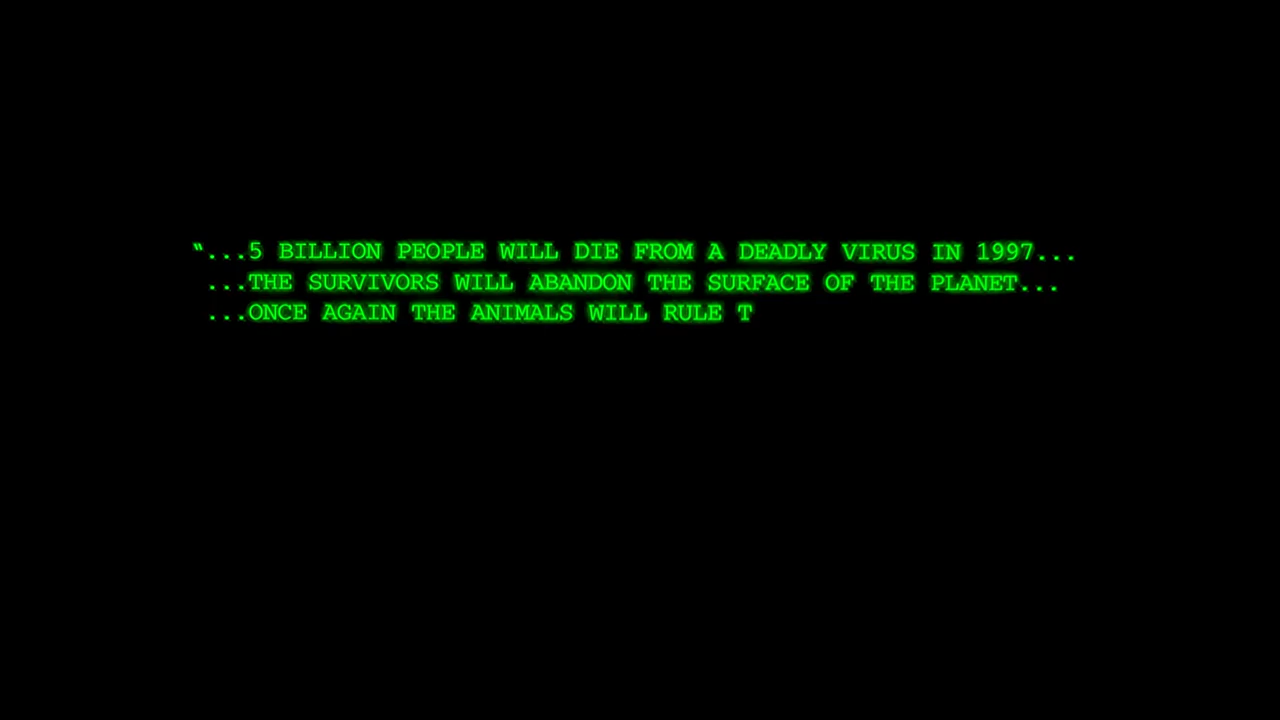 “...5 BILLION PEOPLE WILL DIE FROM A DEADLY VIRUS IN 1997...
...THE SURVIVORS WILL ABANDON THE SURFACE OF THE PLANET...
...ONCE AGAIN THE ANIMALS WILL RULE T